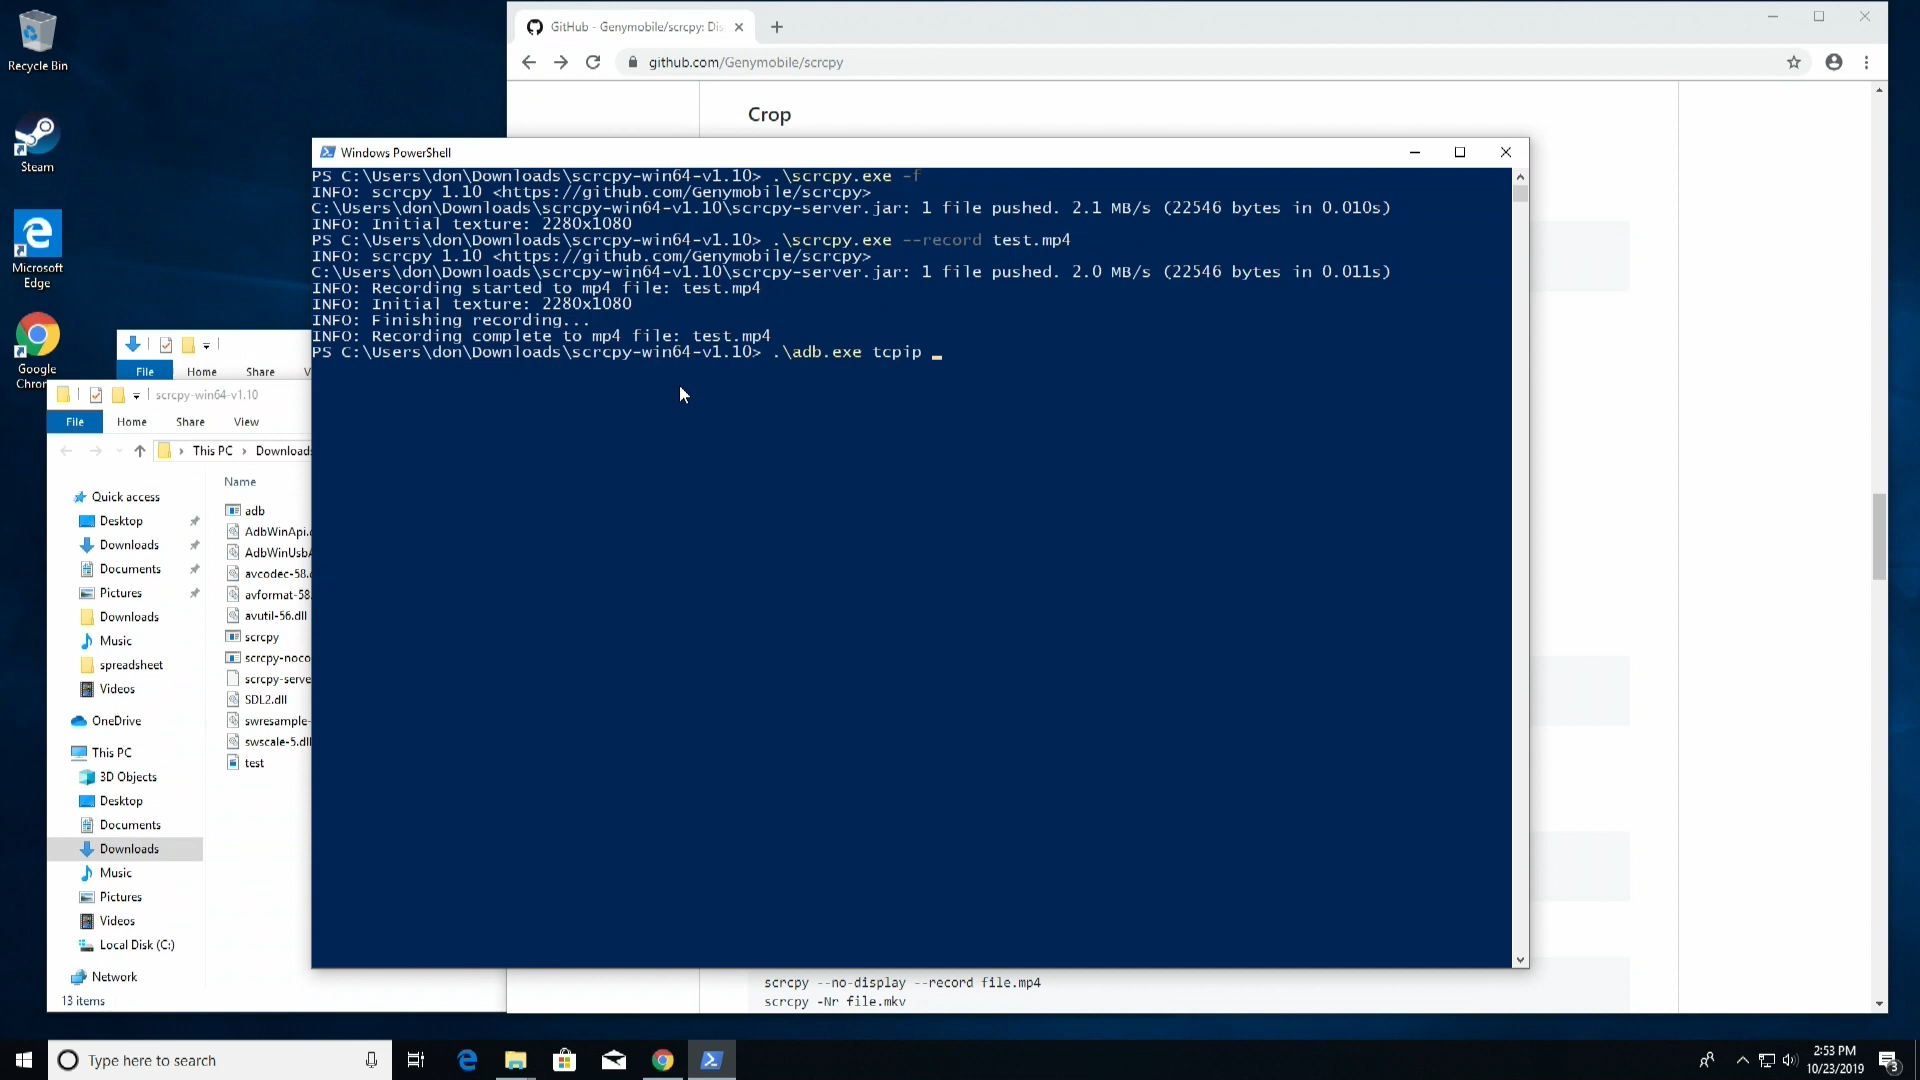 Recycle Bin
Steam
Microsoft
Edge
Google
Chro
GitHub - Genymobile/scrcpy: Dis
github.com/Genymobile/scrcpy
Crop
Windows PowerShell
PS C:\Users\don\Downloads\scrcpy-win64-v1.10> .\scrcpy.exe -f
INFO: scrcpy 1.10 <https://github.com/Genymobile/scrcpy>
C:\Users\don\Downloads\scrcpy-win64-v1.10\scrcpy-server.jar: 1 file pushed. 2.1 MB/s (22546 bytes in 0.010s)
INFO: Initial texture: 2280x1080
PS C:\Users\don\Downloads\scrcpy-win64-v1.10> .\scrcpy.exe --record test.mp4
INFO: scrcpy 1.10 <https://github.com/Genymobile/scrcpy>
C:\Users\don\Downloads\scrcpy-win64-v1.10\scrcpy-server.jar: 1 file pushed. 2.0 MB/s (22546 bytes in 0.011s)
INFO: Recording started to mp4 file: test.mp4
INFO: Initial texture: 2280x1080
INFO: Finishing recording...
INFO: Recording complete to mp4 file: test.mp4
PS C:\Users\don\Downloads\scrcpy-win64-v1.10> .\adb.exe tcpip _
File Home Share V
scrcpy-win64-v1.10
File Home Share View
This PC > Downloads
Name
Quick access
Desktop
Downloads
Documents
Pictures
Downloads
Music
spreadsheet
Videos
OneDrive
This PC
3D Objects
Desktop
Documents
Downloads
Music
Pictures
Videos
Local Disk (C:)
Network
13 items
adb
AdbWinApi.
AdbWinUsb
avcodec-58.
avformat-58
avutil-56.dll
scrcpy
scrcpy-noco
scrcpy-serve
SDL2.dll
swresample-
swscale-5.dll
test
scrcpy --no-display --record file.mp4
scrcpy -Nr file.mkv
Type here to search
2:53 PM
10/23/2019
3